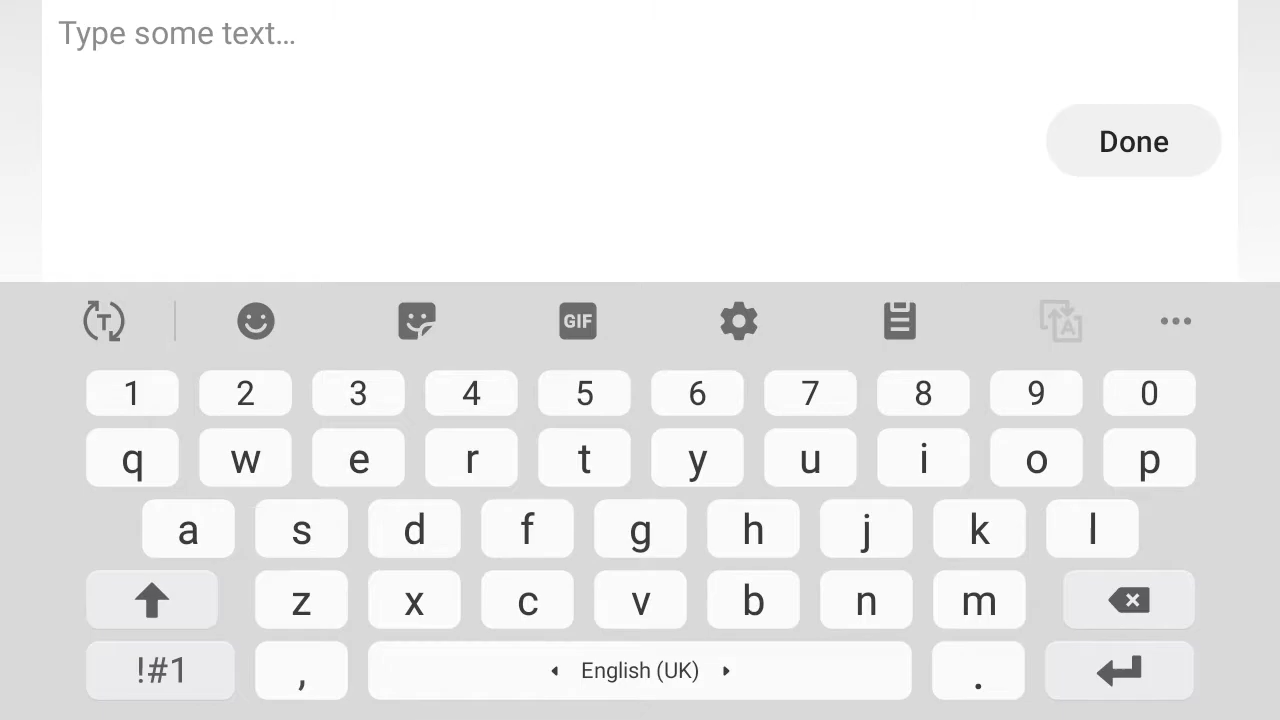 Type some text…
Done
T
GIF
A
1 2 3 4 5 6 7 8 9 0
q w e r t y u i o p
a s d f g h j k l
z x c v b n m
!#1 , English (UK) .